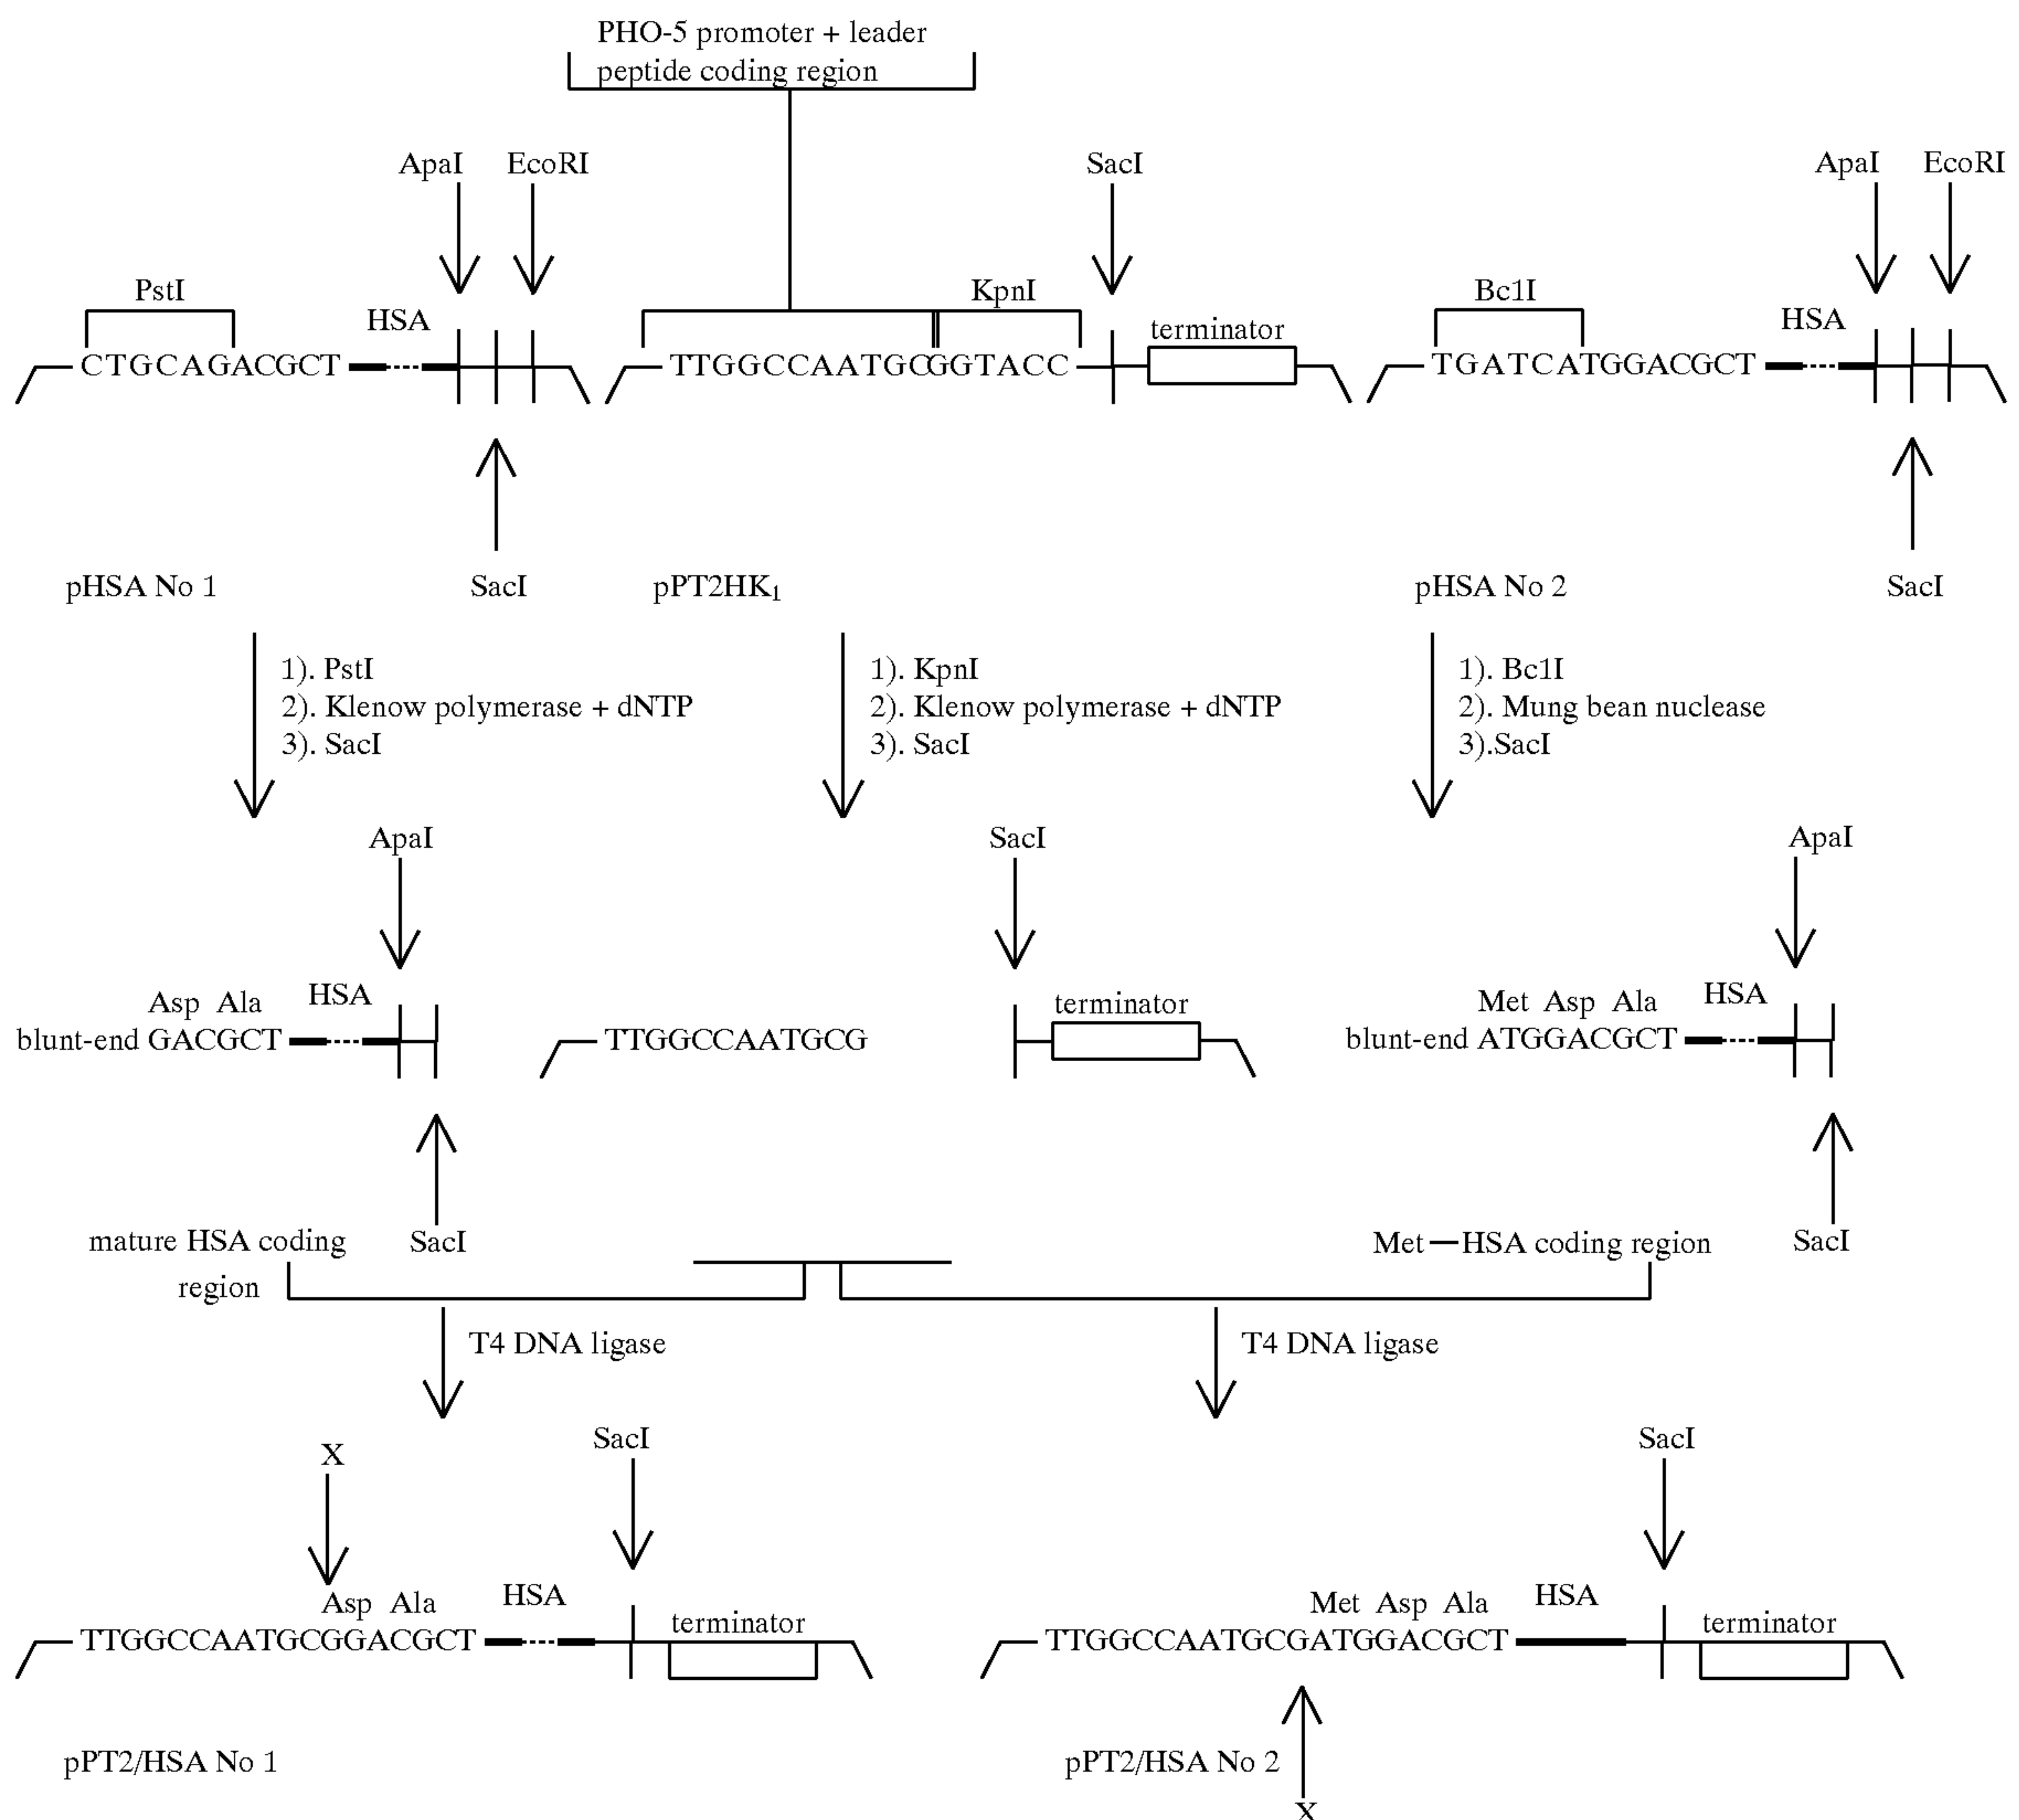 PHO-5 promoter + leader
peptide coding region
ApaI EcoRI SacI ApaI EcoRI
PstI KpnI Bc1I
HSA terminator HSA
CTGCAGACGCT TTGGCCAATGCGGTACC TGATCATGGACGCT
pHSA No 1 SacI pPT2HK₁ pHSA No 2 SacI
1). PstI 1). KpnI 1). Bc1I
2). Klenow polymerase + dNTP 2). Klenow polymerase + dNTP 2). Mung bean nuclease
3). SacI 3). SacI 3).SacI
ApaI SacI ApaI
Asp Ala HSA terminator Met Asp Ala HSA
blunt-end GACGCT TTGGCCAATGCG blunt-end ATGGACGCT
mature HSA coding SacI Met—HSA coding region SacI
region
T4 DNA ligase T4 DNA ligase
X SacI SacI
Asp Ala HSA terminator Met Asp Ala HSA terminator
TTGGCCAATGCGGACGCT TTGGCCAATGCGATGGACGCT
pPT2/HSA No 1 pPT2/HSA No 2
X